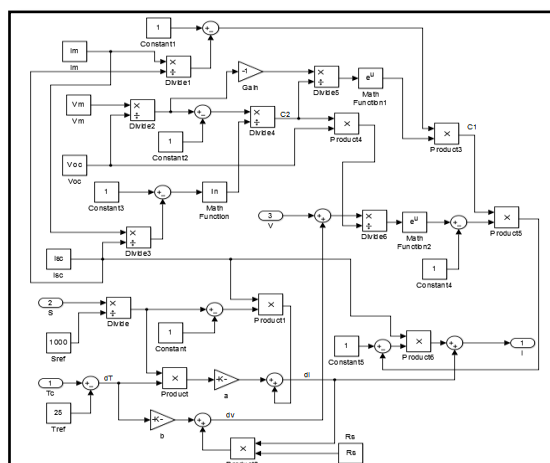 1
Constant1
Im
Im
×
÷
Divide1
-1
Gain
×
÷
Divide5
e^u
Math
Function1
Vm
Vm
×
÷
Divide2
1
Constant2
×
÷
Divide4
C2
×
Product4
×
Product3
C1
Voc
Voc
1
Constant3
ln
Math
Function
3
V
×
÷
Divide6
e^u
Math
Function2
×
Product5
×
÷
Divide3
1
Constant4
Isc
Isc
2
S
×
÷
Divide
1
Constant
×
Product1
1000
Sref
1
Constant5
×
Product6
1
I
1
Tc
dT
×
Product
-K-
a
dI
25
Tref
-K-
b
dv
×
Rs
Rs